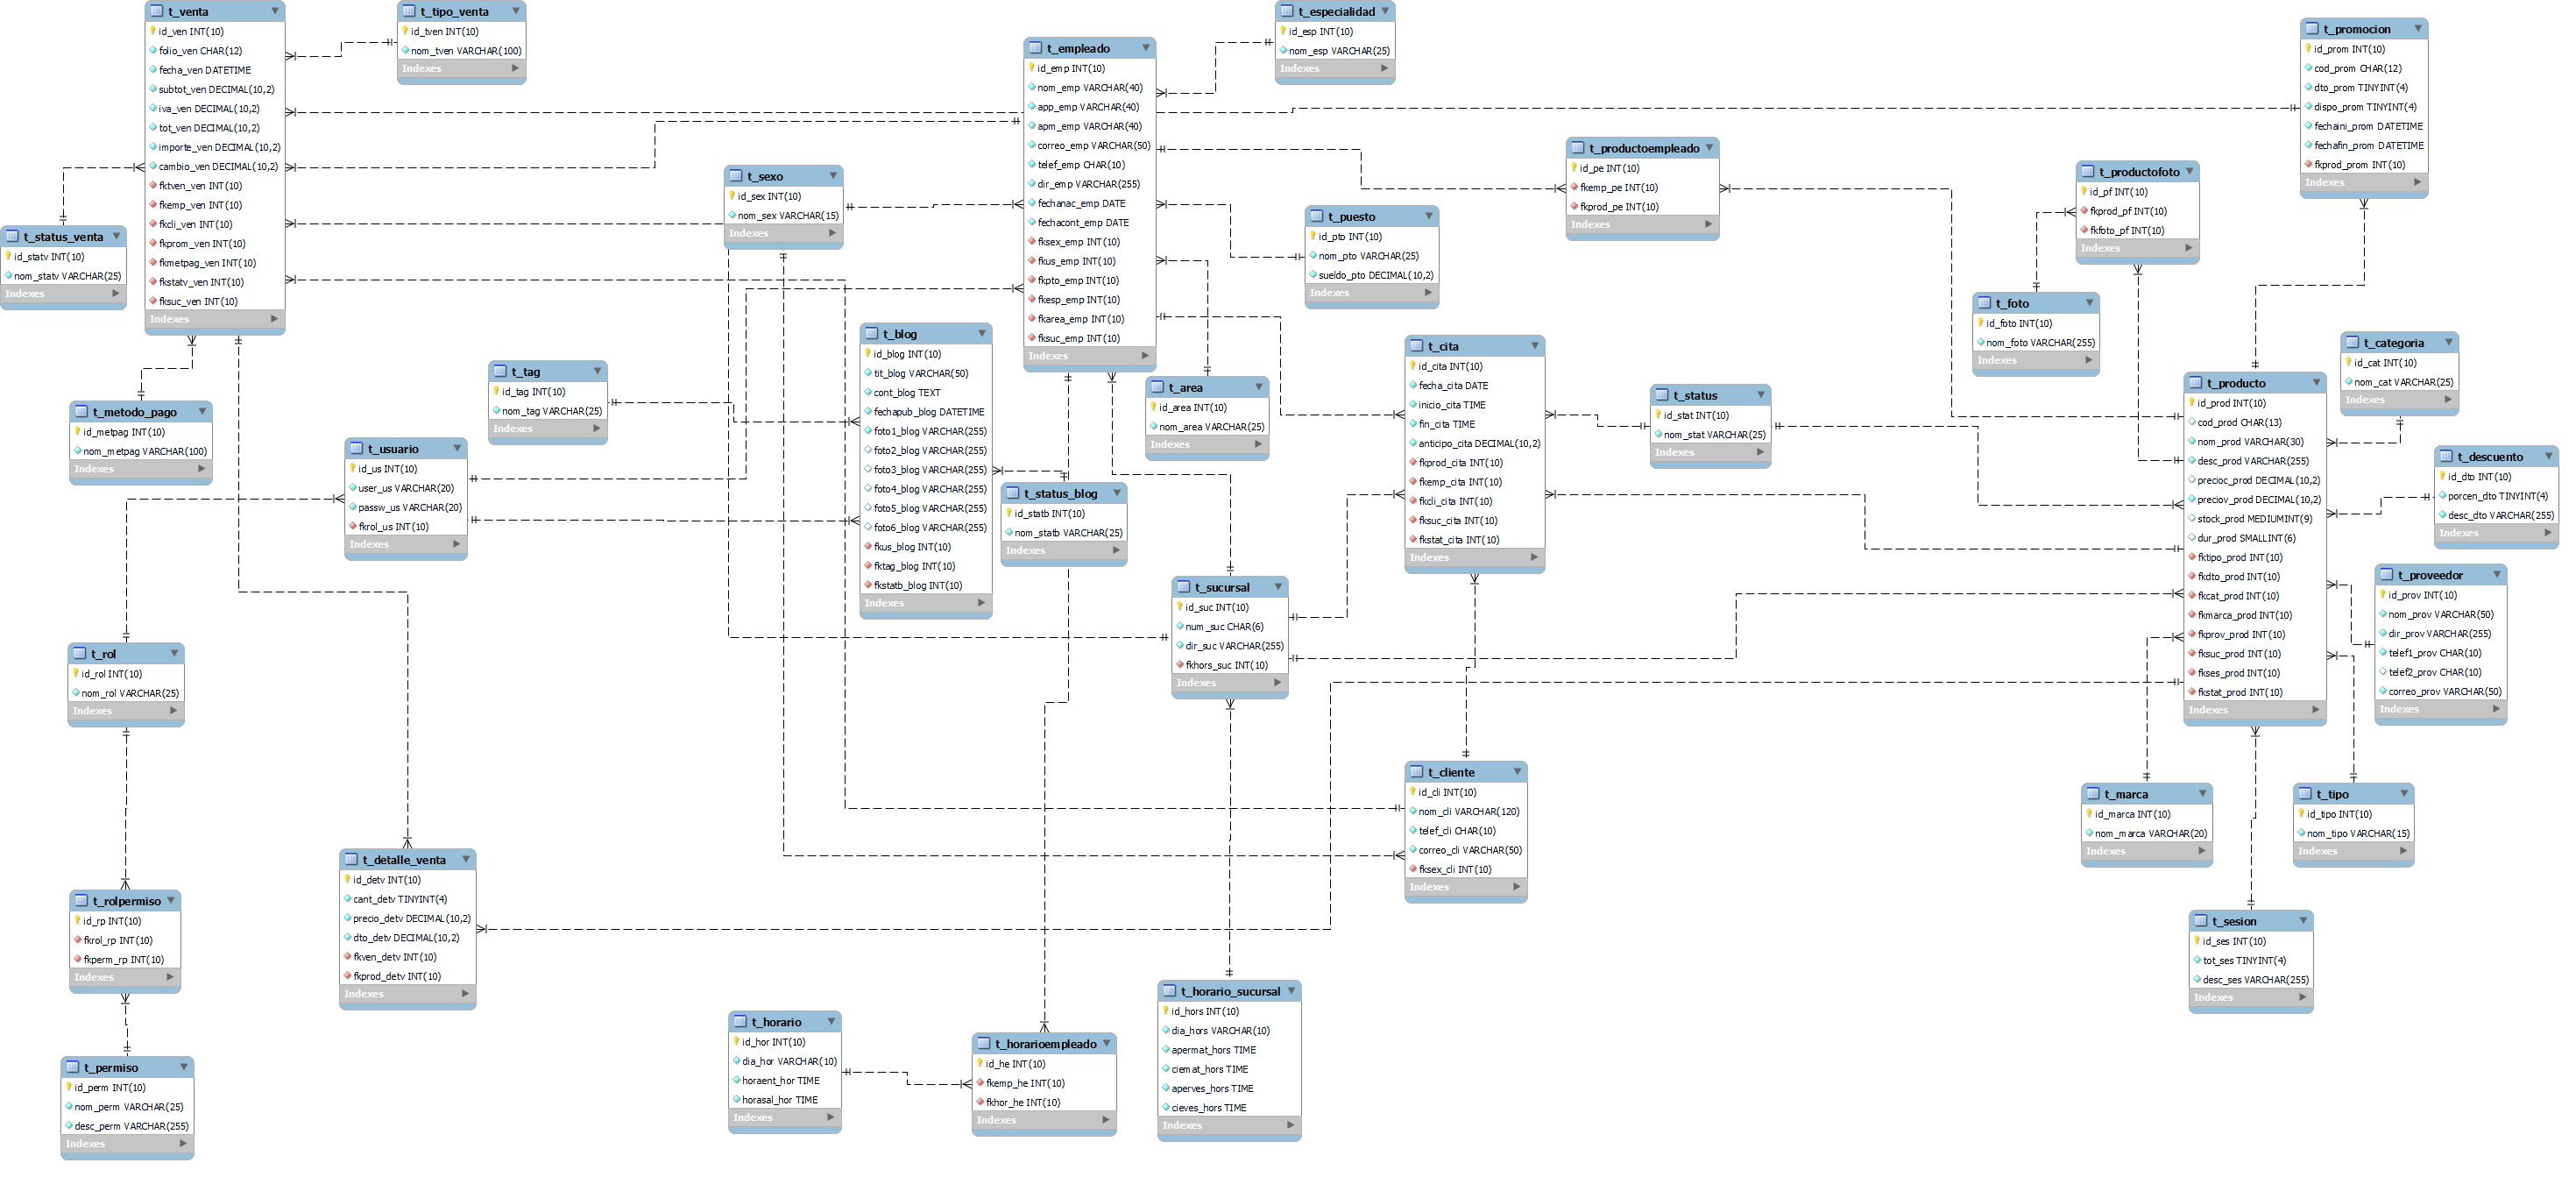 t_venta
id_ven INT(10)
folio_ven CHAR(12)
fecha_ven DATETIME
subtot_ven DECIMAL(10,2)
iva_ven DECIMAL(10,2)
tot_ven DECIMAL(10,2)
importe_ven DECIMAL(10,2)
cambio_ven DECIMAL(10,2)
fktven_ven INT(10)
fkemp_ven INT(10)
fkcli_ven INT(10)
fkprom_ven INT(10)
fkmetpag_ven INT(10)
fkstatv_ven INT(10)
fksuc_ven INT(10)
Indexes
t_tipo_venta
id_tven INT(10)
nom_tven VARCHAR(100)
Indexes
t_empleado
id_emp INT(10)
nom_emp VARCHAR(40)
app_emp VARCHAR(40)
apm_emp VARCHAR(40)
correo_emp VARCHAR(50)
telef_emp CHAR(10)
dir_emp VARCHAR(255)
fechanac_emp DATE
fechacont_emp DATE
fksex_emp INT(10)
fkus_emp INT(10)
fkpto_emp INT(10)
fkesp_emp INT(10)
fkarea_emp INT(10)
fksuc_emp INT(10)
Indexes
t_especialidad
id_esp INT(10)
nom_esp VARCHAR(25)
Indexes
t_promocion
id_prom INT(10)
cod_prom CHAR(12)
dto_prom TINYINT(4)
dispo_prom TINYINT(4)
fechaini_prom DATETIME
fechafin_prom DATETIME
fkprod_prom INT(10)
Indexes
t_productoempleado
id_pe INT(10)
fkemp_pe INT(10)
fkprod_pe INT(10)
Indexes
t_sexo
id_sex INT(10)
nom_sex VARCHAR(15)
Indexes
t_productofoto
id_pf INT(10)
fkprod_pf INT(10)
fkfoto_pf INT(10)
Indexes
t_puesto
id_pto INT(10)
nom_pto VARCHAR(25)
sueldo_pto DECIMAL(10,2)
Indexes
t_status_venta
id_statv INT(10)
nom_statv VARCHAR(25)
Indexes
t_foto
id_foto INT(10)
nom_foto VARCHAR(255)
Indexes
t_blog
id_blog INT(10)
tit_blog VARCHAR(50)
cont_blog TEXT
fechapub_blog DATETIME
foto1_blog VARCHAR(255)
foto2_blog VARCHAR(255)
foto3_blog VARCHAR(255)
foto4_blog VARCHAR(255)
foto5_blog VARCHAR(255)
foto6_blog VARCHAR(255)
fkus_blog INT(10)
fktag_blog INT(10)
fkstatb_blog INT(10)
Indexes
t_cita
id_cita INT(10)
fecha_cita DATE
inicio_cita TIME
fin_cita TIME
anticipo_cita DECIMAL(10,2)
fkprod_cita INT(10)
fkemp_cita INT(10)
fkcli_cita INT(10)
fksuc_cita INT(10)
fkstat_cita INT(10)
Indexes
t_categoria
id_cat INT(10)
nom_cat VARCHAR(25)
Indexes
t_tag
id_tag INT(10)
nom_tag VARCHAR(25)
Indexes
t_area
id_area INT(10)
nom_area VARCHAR(25)
Indexes
t_status
id_stat INT(10)
nom_stat VARCHAR(25)
Indexes
t_producto
id_prod INT(10)
cod_prod CHAR(13)
nom_prod VARCHAR(30)
desc_prod VARCHAR(255)
precioc_prod DECIMAL(10,2)
preciov_prod DECIMAL(10,2)
stock_prod MEDIUMINT(9)
dur_prod SMALLINT(6)
fktipo_prod INT(10)
fkdto_prod INT(10)
fkcat_prod INT(10)
fkmarca_prod INT(10)
fkprov_prod INT(10)
fksuc_prod INT(10)
fkses_prod INT(10)
fkstat_prod INT(10)
Indexes
t_metodo_pago
id_metpag INT(10)
nom_metpag VARCHAR(100)
Indexes
t_usuario
id_us INT(10)
user_us VARCHAR(20)
passw_us VARCHAR(20)
fkrol_us INT(10)
Indexes
t_descuento
id_dto INT(10)
porcen_dto TINYINT(4)
desc_dto VARCHAR(255)
Indexes
t_status_blog
id_statb INT(10)
nom_statb VARCHAR(25)
Indexes
t_proveedor
id_prov INT(10)
nom_prov VARCHAR(50)
dir_prov VARCHAR(255)
telef1_prov CHAR(10)
telef2_prov CHAR(10)
correo_prov VARCHAR(50)
Indexes
t_sucursal
id_suc INT(10)
num_suc CHAR(6)
dir_suc VARCHAR(255)
fkhors_suc INT(10)
Indexes
t_rol
id_rol INT(10)
nom_rol VARCHAR(25)
Indexes
t_cliente
id_cli INT(10)
nom_cli VARCHAR(120)
telef_cli CHAR(10)
correo_cli VARCHAR(50)
fksex_cli INT(10)
Indexes
t_marca
id_marca INT(10)
nom_marca VARCHAR(20)
Indexes
t_tipo
id_tipo INT(10)
nom_tipo VARCHAR(15)
Indexes
t_detalle_venta
id_detv INT(10)
cant_detv TINYINT(4)
precio_detv DECIMAL(10,2)
dto_detv DECIMAL(10,2)
fkven_detv INT(10)
fkprod_detv INT(10)
Indexes
t_rolpermiso
id_rp INT(10)
fkrol_rp INT(10)
fkperm_rp INT(10)
Indexes
t_sesion
id_ses INT(10)
tot_ses TINYINT(4)
desc_ses VARCHAR(255)
Indexes
t_horario_sucursal
id_hors INT(10)
dia_hors VARCHAR(10)
apermat_hors TIME
ciemat_hors TIME
aperves_hors TIME
cieves_hors TIME
Indexes
t_horario
id_hor INT(10)
dia_hor VARCHAR(10)
horaent_hor TIME
horasal_hor TIME
Indexes
t_horarioempleado
id_he INT(10)
fkemp_he INT(10)
fkhor_he INT(10)
Indexes
t_permiso
id_perm INT(10)
nom_perm VARCHAR(25)
desc_perm VARCHAR(255)
Indexes